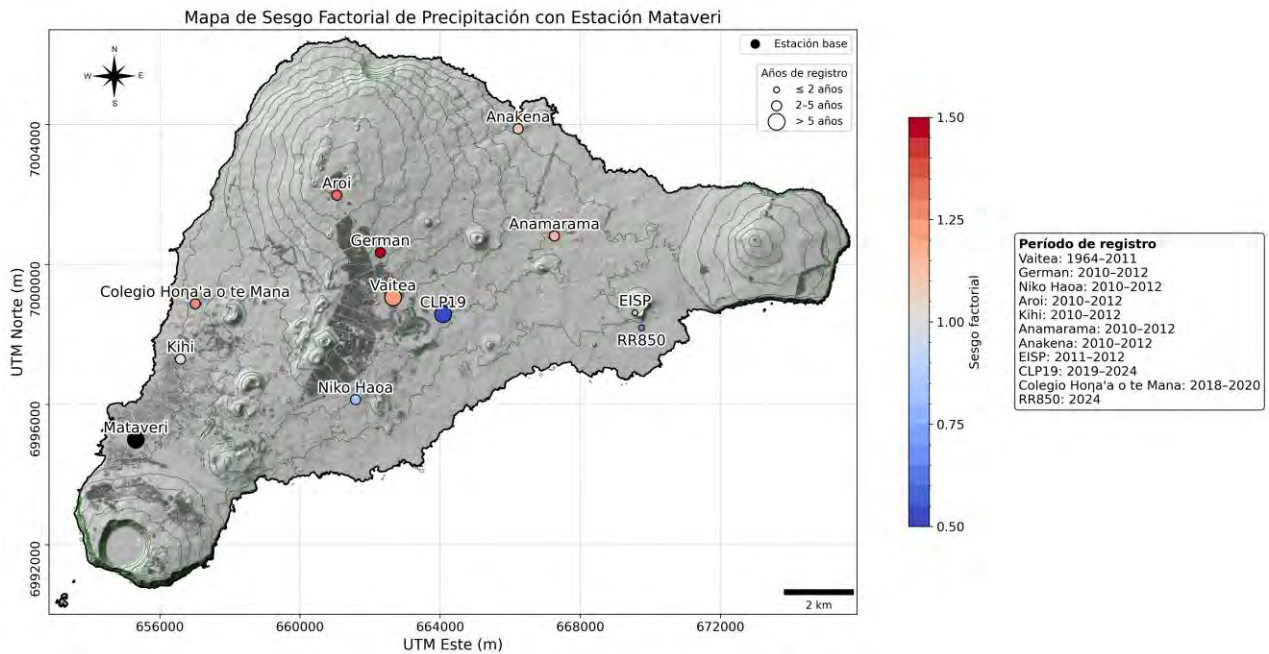 Mapa de Sesgo Factorial de Precipitación con Estación Mataveri
N
W
E
S
Estación base
Años de registro
≤ 2 años
2–5 años
> 5 años
Anakena
Aroi
Anamarama
German
Vaitea
Colegio Hoŋa'a o te Mana
CLP19
EISP
RR850
Kihi
Niko Haoa
Mataveri
2 km
7004000
7000000
6996000
6992000
UTM Norte (m)
656000
660000
664000
668000
672000
UTM Este (m)
1.50
1.25
1.00
0.75
0.50
Sesgo factorial
Período de registro
Vaitea: 1964–2011
German: 2010–2012
Niko Haoa: 2010–2012
Aroi: 2010–2012
Kihi: 2010–2012
Anamarama: 2010–2012
Anakena: 2010–2012
EISP: 2011–2012
CLP19: 2019–2024
Colegio Hoŋa'a o te Mana: 2018–2020
RR850: 2024